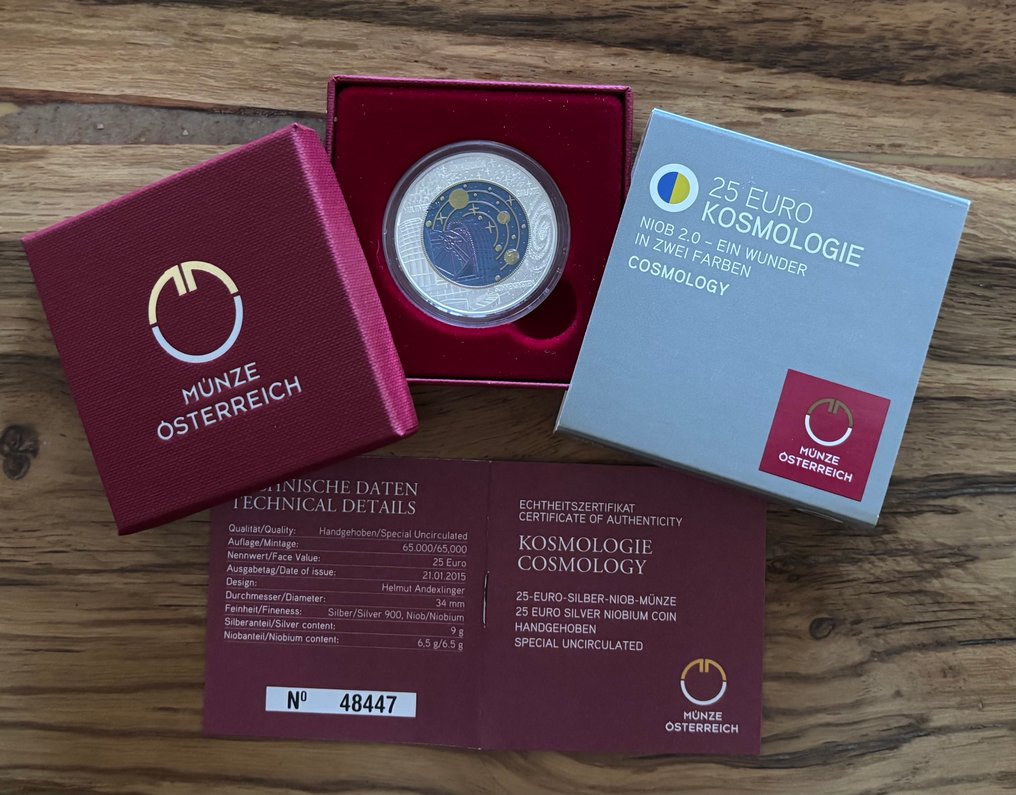 MÜNZE
ÖSTERREICH
25 EURO
KOSMOLOGIE
NIOB 2.0 – EIN WUNDER
IN ZWEI FARBEN
COSMOLOGY
MÜNZE
ÖSTERREICH
DATEN
TECHNICAL DETAILS
Qualität/Quality: Handgehoben/Special Uncirculated
Auflage/Mintage: 65.000/65,000
Nennwert/Face Value: 25 Euro
Ausgabetag/Date of issue: 21.01.2015
Design: Helmut Andexlinger
Durchmesser/Diameter: 34 mm
Feinheit/Fineness: Silber/Silver 900, Niob/Niobium
Silberanteil/Silver content: 9 g
Niobanteil/Niobium content: 6,5 g/6.5 g
Nº 48447
ECHTHEITSZERTIFIKAT
CERTIFICATE OF AUTHENTICITY
KOSMOLOGIE
COSMOLOGY
25-EURO-SILBER-NIOB-MÜNZE
25 EURO SILVER NIOBIUM COIN
HANDGEHOBEN
SPECIAL UNCIRCULATED
MÜNZE
ÖSTERREICH